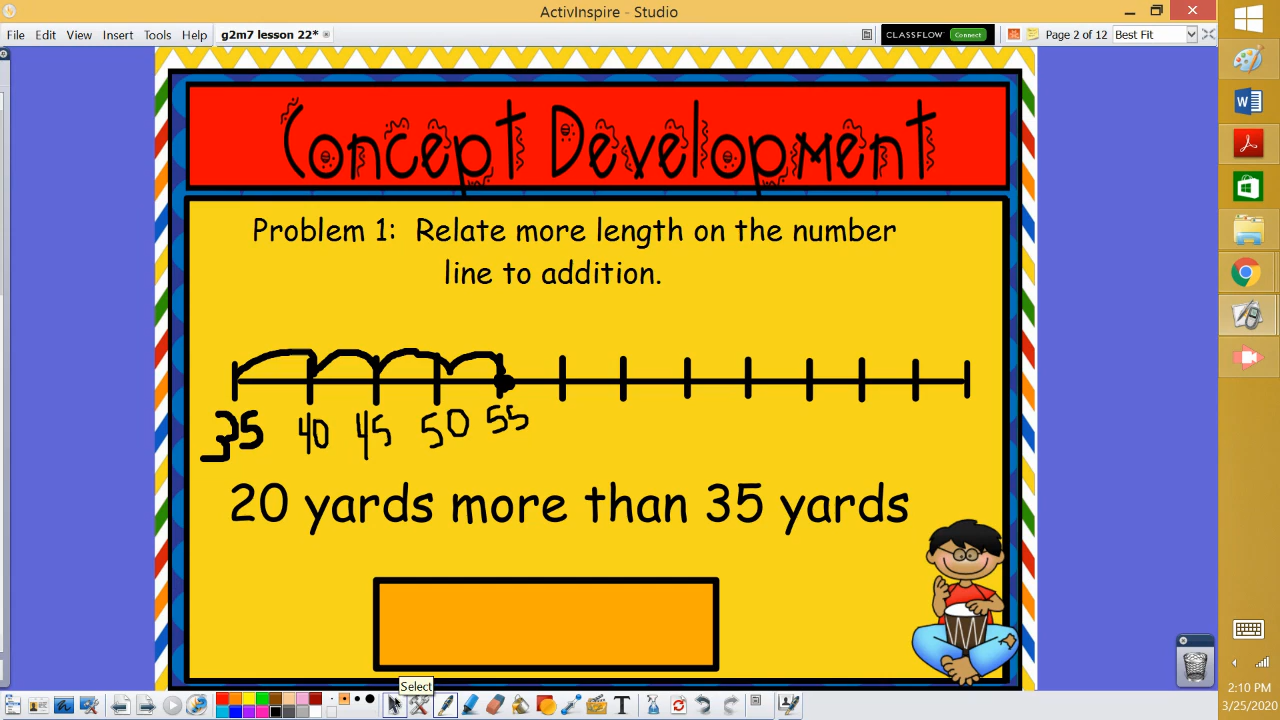 ActivInspire - Studio
File Edit View Insert Tools Help g2m7 lesson 22* CLASSFLOW Connect Page 2 of 12 Best Fit
Concept Development
Problem 1: Relate more length on the number
line to addition.
35 40 45 50 55
20 yards more than 35 yards
Select
2:10 PM
3/25/2020